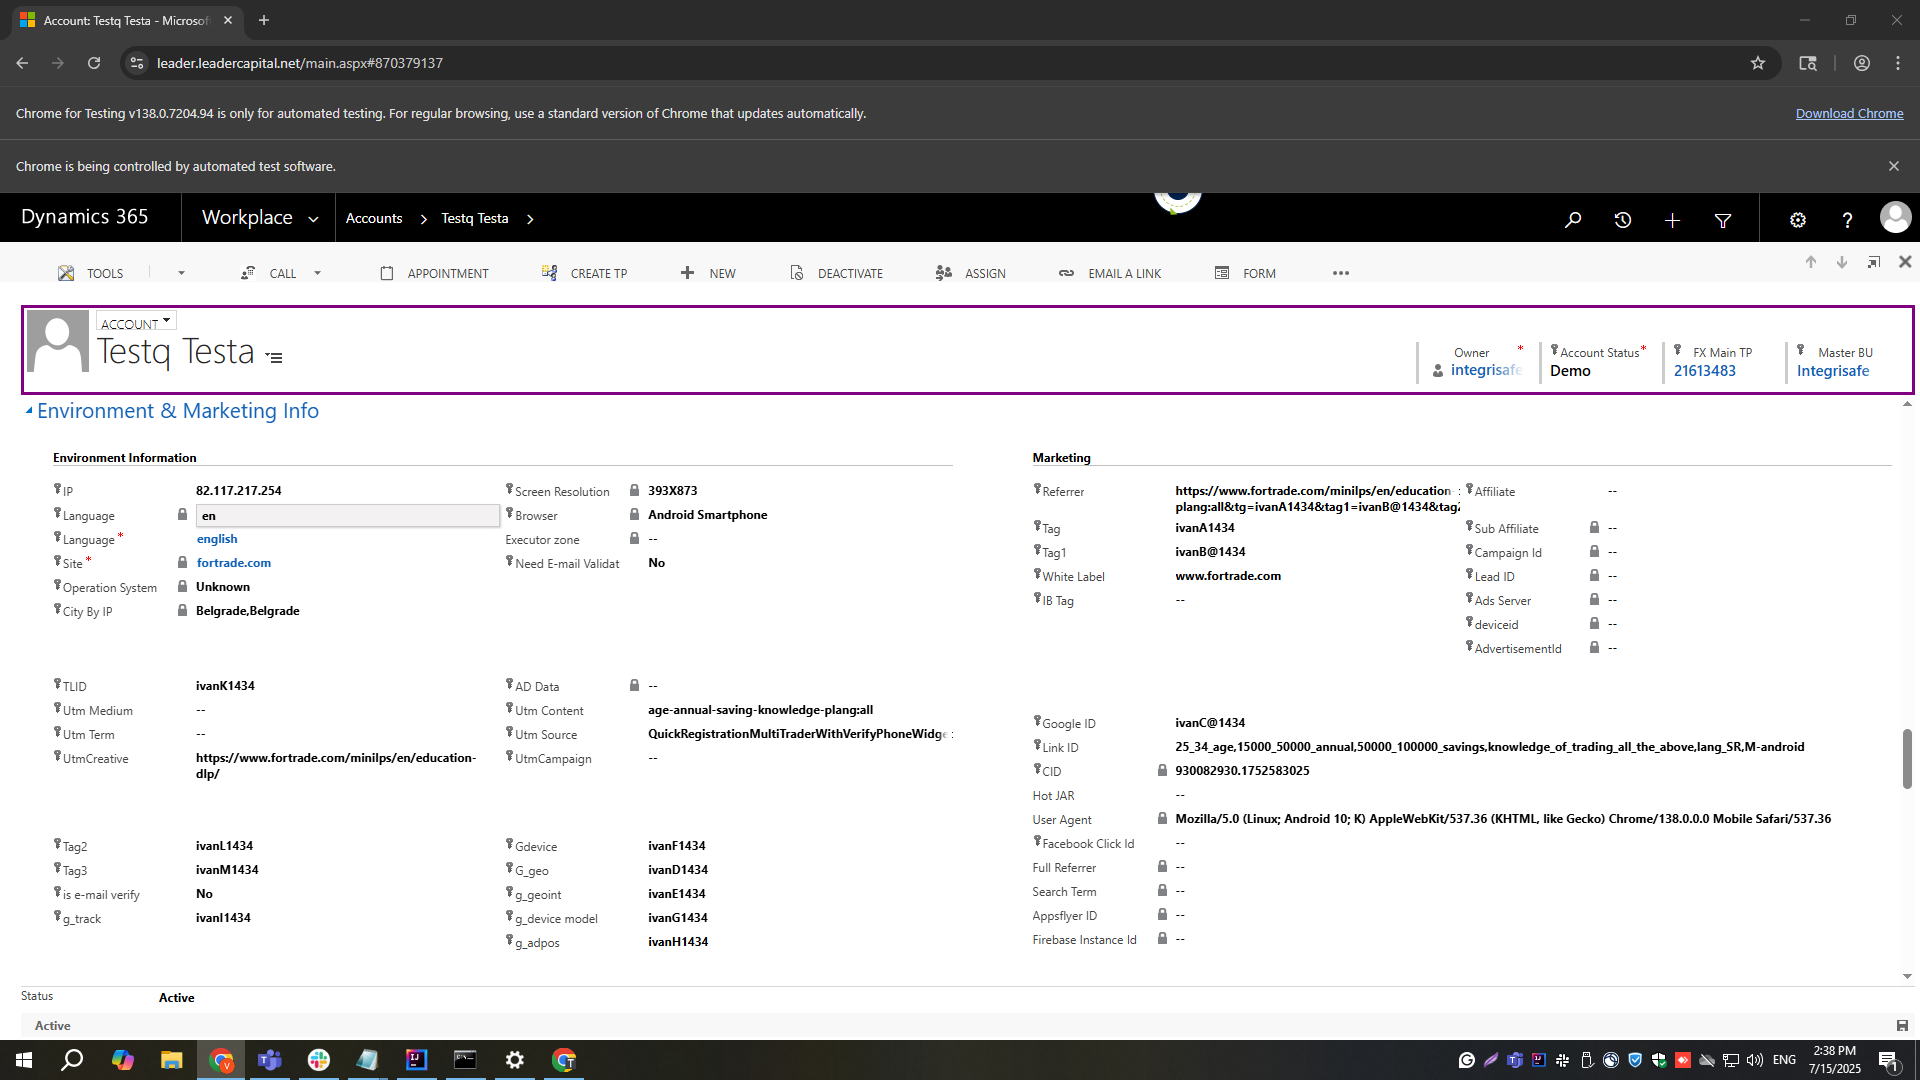 Account: Testq Testa - Microsof
leader.leadercapital.net/main.aspx#870379137
Chrome for Testing v138.0.7204.94 is only for automated testing. For regular browsing, use a standard version of Chrome that updates automatically.
Download Chrome
Chrome is being controlled by automated test software.
Dynamics 365
Workplace
Accounts
Testq Testa
TOOLS
CALL
APPOINTMENT
CREATE TP
NEW
DEACTIVATE
ASSIGN
EMAIL A LINK
FORM
ACCOUNT
Testq Testa
Owner *
integrisafe
Account Status *
Demo
FX Main TP
21613483
Master BU
Integrisafe
Environment & Marketing Info
Environment Information
IP 82.117.217.254
Language en
Language * english
Site * fortrade.com
Operation System Unknown
City By IP Belgrade,Belgrade
Screen Resolution 393X873
Browser Android Smartphone
Executor zone --
Need E-mail Validat No
TLID ivanK1434
Utm Medium --
Utm Term --
UtmCreative https://www.fortrade.com/minilps/en/education-
dlp/
AD Data --
Utm Content age-annual-saving-knowledge-plang:all
Utm Source QuickRegistrationMultiTraderWithVerifyPhoneWidge
UtmCampaign --
Tag2 ivanL1434
Tag3 ivanM1434
is e-mail verify No
g_track ivanI1434
Gdevice ivanF1434
G_geo ivanD1434
g_geoint ivanE1434
g_device model ivanG1434
g_adpos ivanH1434
Marketing
Referrer https://www.fortrade.com/minilps/en/education-
plang:all&tg=ivanA1434&tag1=ivanB@1434&tag2
Tag ivanA1434
Tag1 ivanB@1434
White Label www.fortrade.com
IB Tag --
Affiliate --
Sub Affiliate --
Campaign Id --
Lead ID --
Ads Server --
deviceid --
AdvertisementId --
Google ID ivanC@1434
Link ID 25_34_age,15000_50000_annual,50000_100000_savings,knowledge_of_trading_all_the_above,lang_SR,M-android
CID 930082930.1752583025
Hot JAR --
User Agent Mozilla/5.0 (Linux; Android 10; K) AppleWebKit/537.36 (KHTML, like Gecko) Chrome/138.0.0.0 Mobile Safari/537.36
Facebook Click Id --
Full Referrer --
Search Term --
Appsflyer ID --
Firebase Instance Id --
Status Active
Active
ENG
2:38 PM
7/15/2025
1